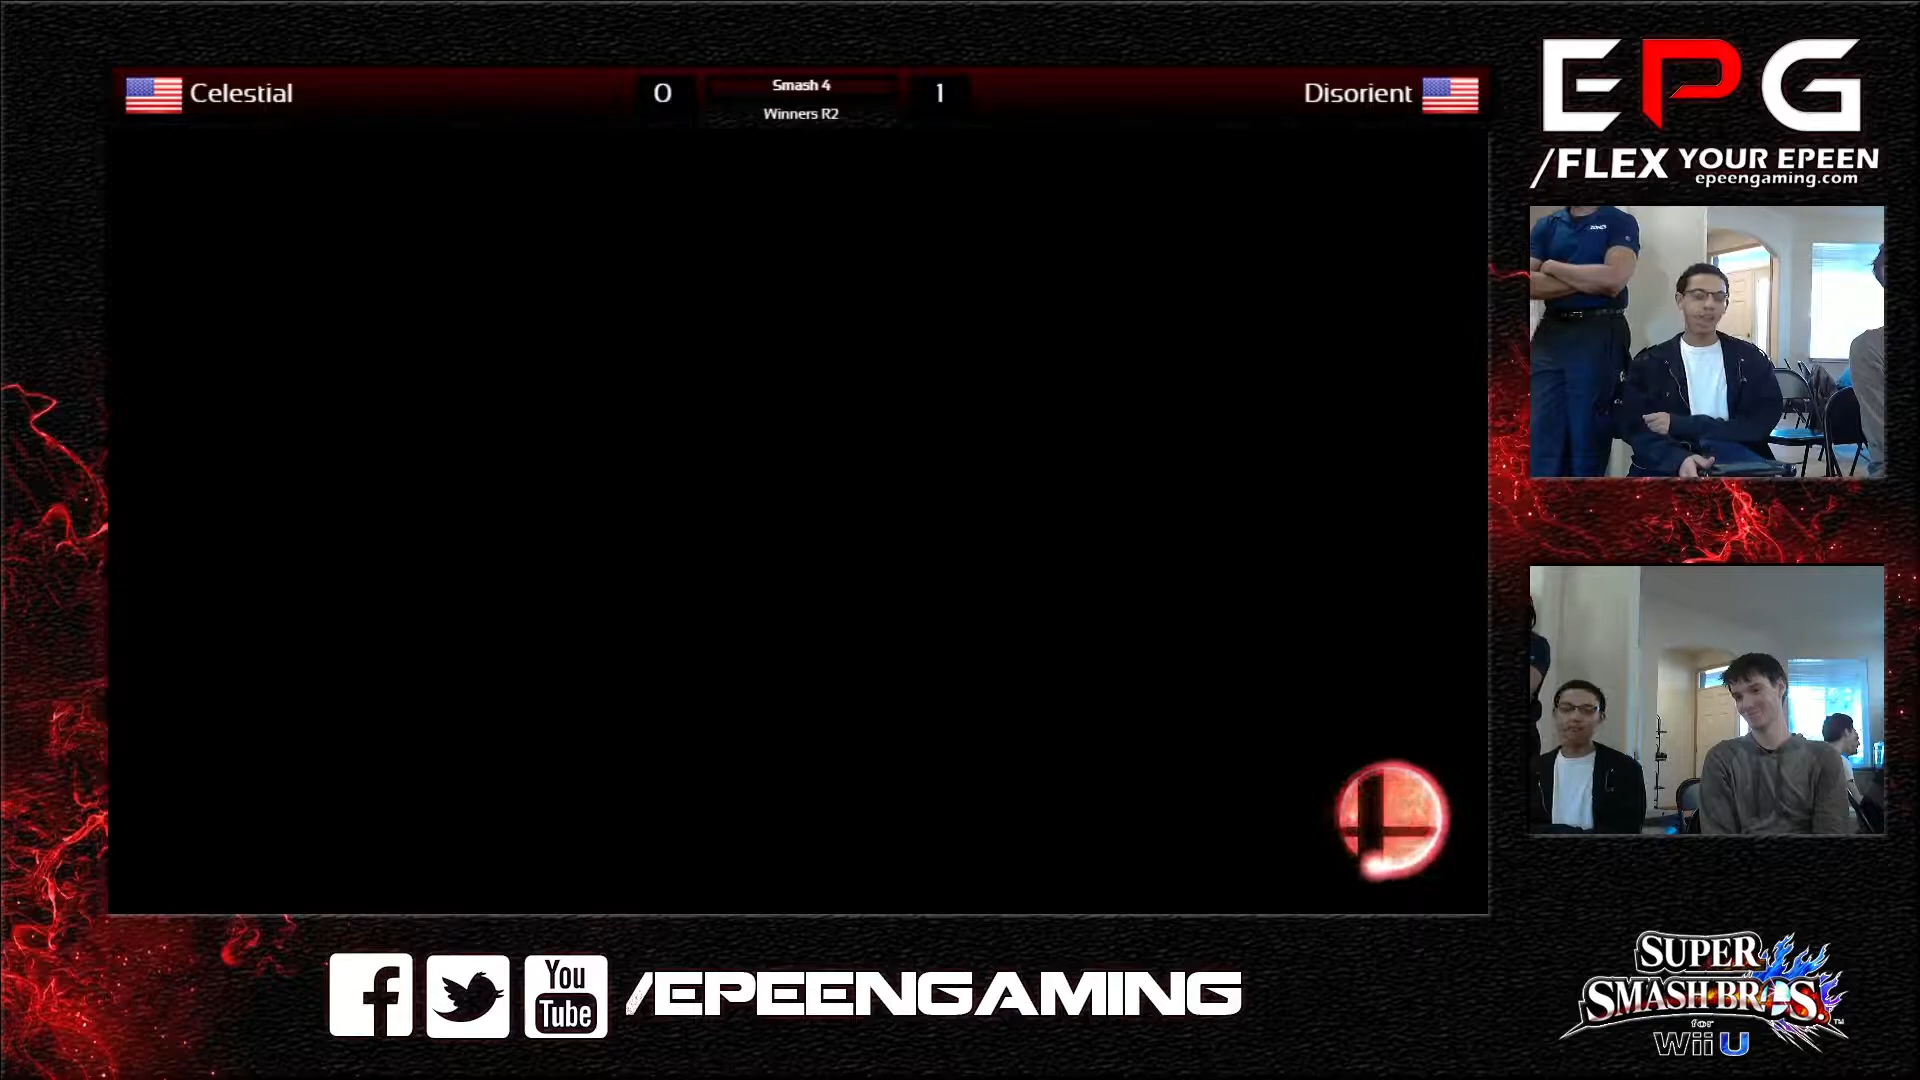 Celestial
0
Smash 4
Winners R2
1
Disorient
EPG
/FLEX YOUR EPEEN
epeengaming.com
You
Tube
/EPEENGAMING
SUPER
SMASH BROS.™
for
Wii U